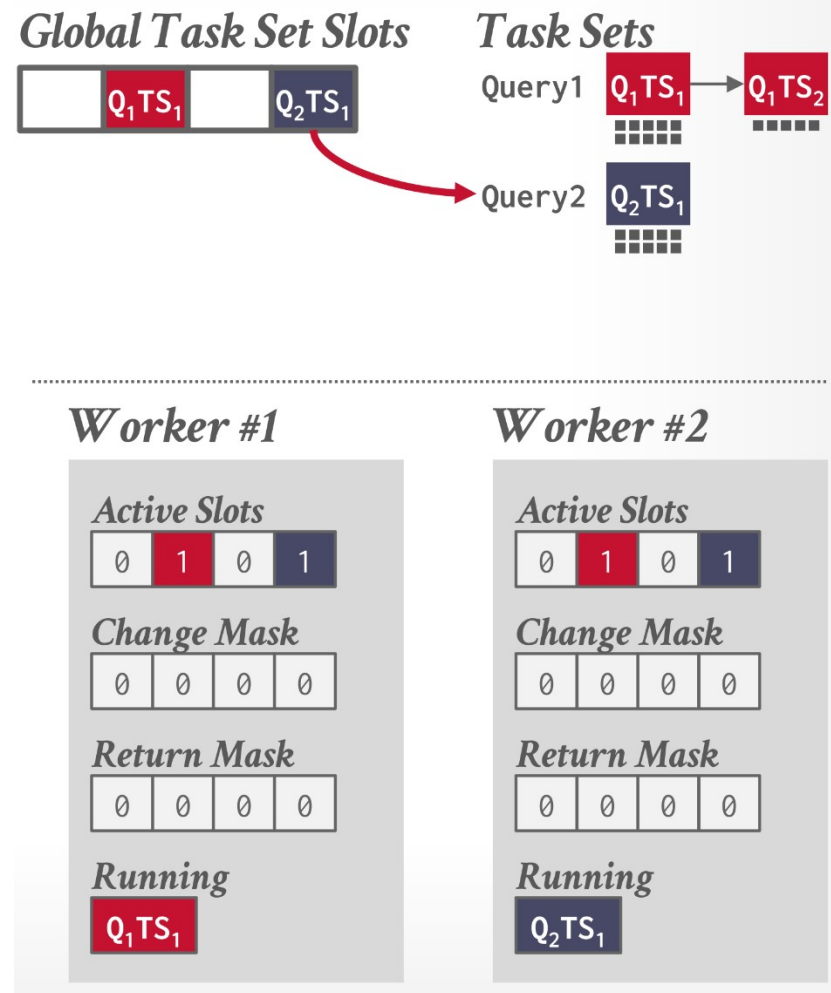 Global Task Set Slots
Q₁TS₁ Q₂TS₁
Task Sets
Query1 Q₁TS₁ Q₁TS₂
Query2 Q₂TS₁
Worker #1
Active Slots
0 1 0 1
Change Mask
0 0 0 0
Return Mask
0 0 0 0
Running
Q₁TS₁
Worker #2
Active Slots
0 1 0 1
Change Mask
0 0 0 0
Return Mask
0 0 0 0
Running
Q₂TS₁